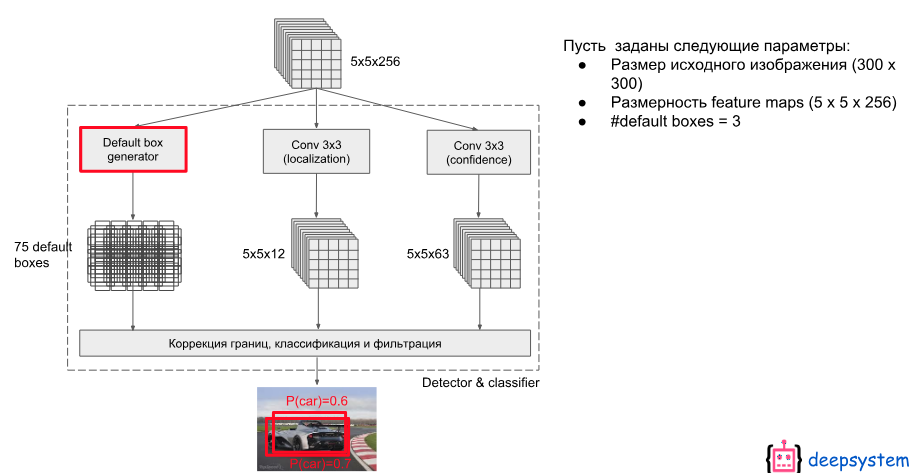 5x5x256
Пусть заданы следующие параметры:
● Размер исходного изображения (300 x
300)
● Размерность feature maps (5 x 5 x 256)
● #default boxes = 3
Default box
generator
Conv 3x3
(localization)
Conv 3x3
(confidence)
75 default
boxes
5x5x12
5x5x63
Коррекция границ, классификация и фильтрация
Detector & classifier
P(car)=0.6
P(car)=0.7
deepsystem